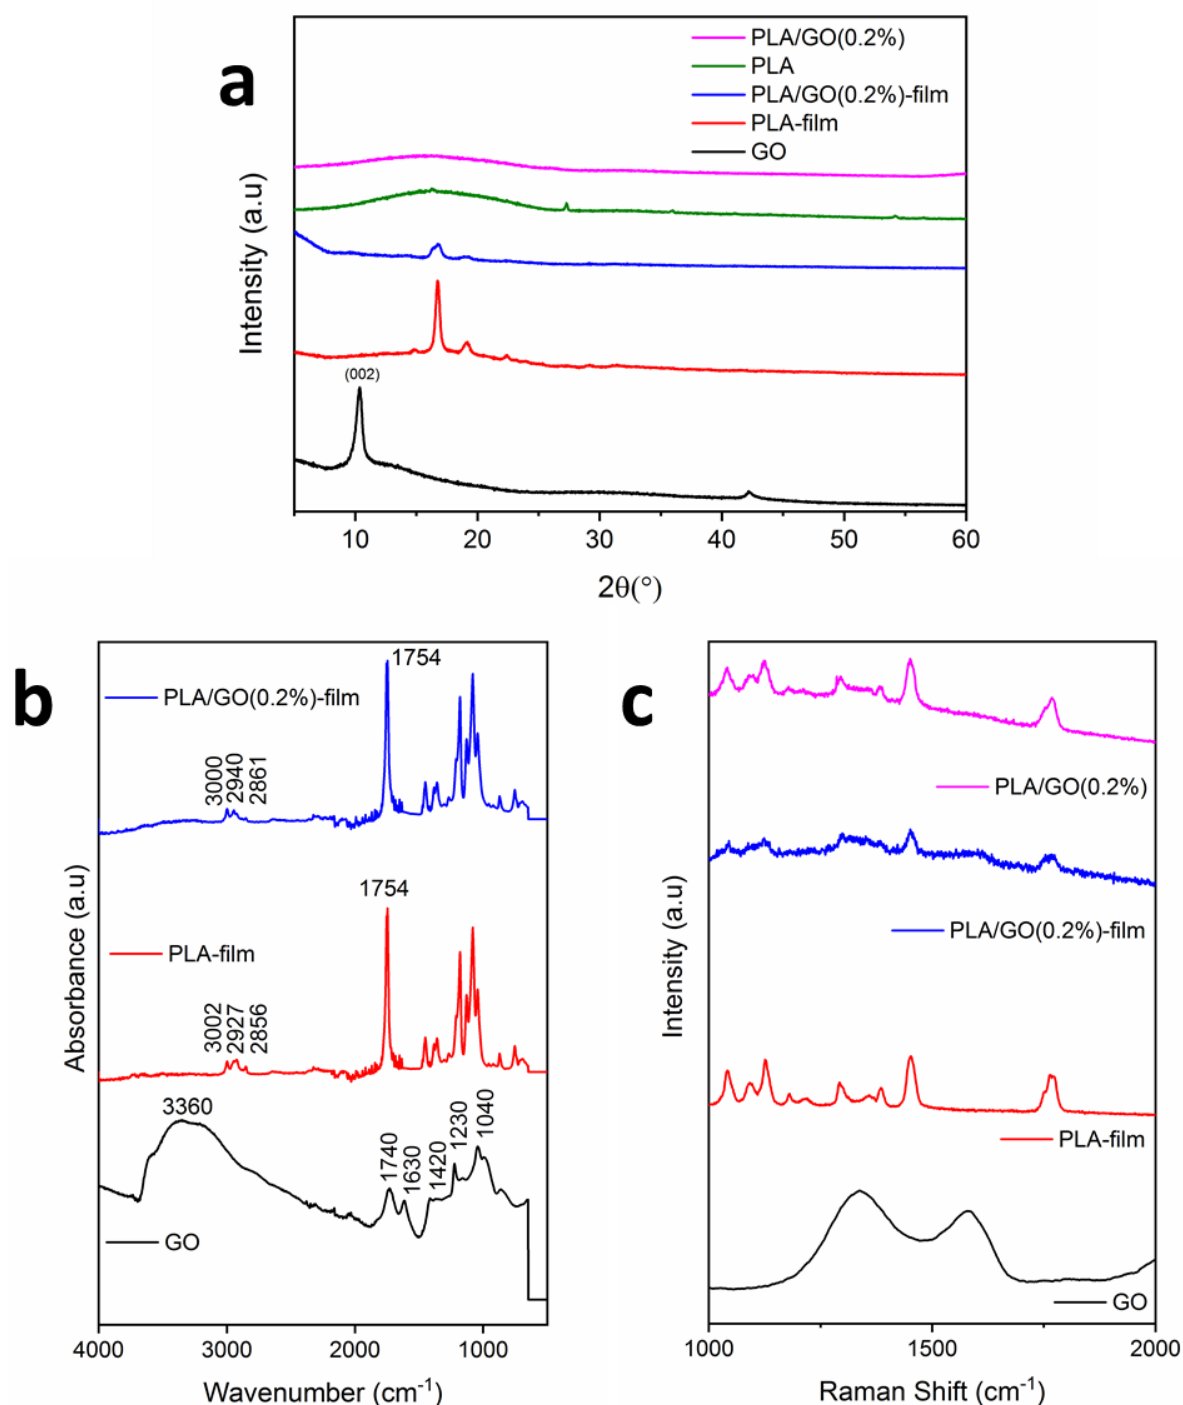 a
PLA/GO(0.2%)
PLA
PLA/GO(0.2%)-film
PLA-film
GO
Intensity (a.u)
(002)
10 20 30 40 50 60
2θ(°)
b
1754
PLA/GO(0.2%)-film
3000
2940
2861
1754
PLA-film
3002
2927
2856
3360
1740
1630
1420
1230
1040
GO
Absorbance (a.u)
4000 3000 2000 1000
Wavenumber (cm-1)
c
PLA/GO(0.2%)
PLA/GO(0.2%)-film
PLA-film
GO
Intensity (a.u)
1000 1500 2000
Raman Shift (cm-1)